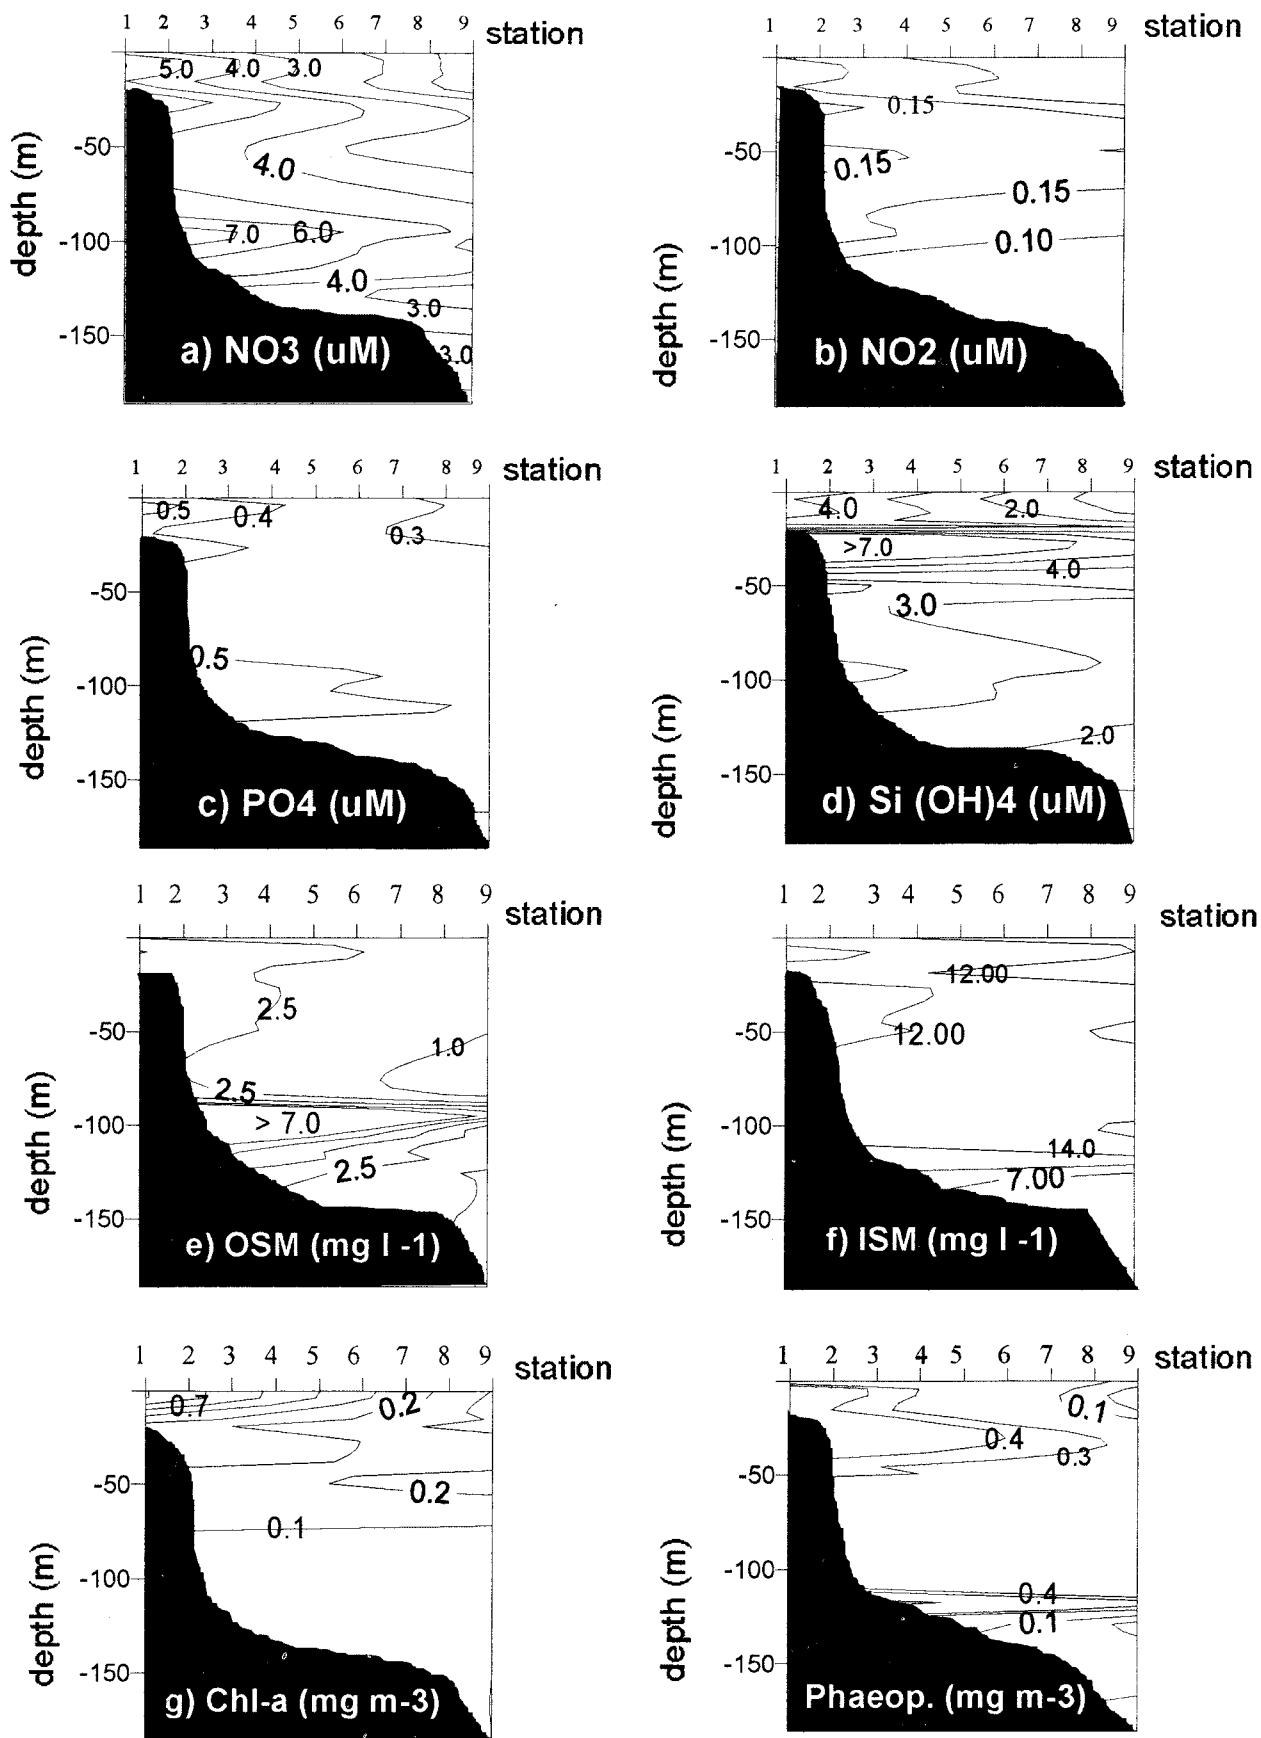 1 2 3 4 5 6 7 8 9 station
5.0 4.0 3.0
-50
4.0
7.0 6.0
-100
4.0
3.0
-150
3.0
depth (m)
a) NO3 (uM)
1 2 3 4 5 6 7 8 9 station
0.15
-50
0.15
0.15
-100
0.10
-150
depth (m)
b) NO2 (uM)
1 2 3 4 5 6 7 8 9 station
0.5 0.4
0.3
-50
0.5
-100
-150
depth (m)
c) PO4 (uM)
1 2 3 4 5 6 7 8 9 station
4.0 2.0
>7.0
4.0
-50
3.0
-100
2.0
-150
depth (m)
d) Si (OH)4 (uM)
1 2 3 4 5 6 7 8 9 station
2.5
-50
1.0
2.5
-100
> 7.0
2.5
-150
depth (m)
e) OSM (mg l -1)
1 2 3 4 5 6 7 8 9 station
12.00
-50
12.00
-100
14.0
7.00
-150
depth (m)
f) ISM (mg l -1)
1 2 3 4 5 6 7 8 9 station
0.7 0.2
-50
0.2
0.1
-100
-150
depth (m)
g) Chl-a (mg m-3)
1 2 3 4 5 6 7 8 9 station
0.1
0.4
0.3
-50
-100
0.4
0.1
-150
depth (m)
Phaeop. (mg m-3)